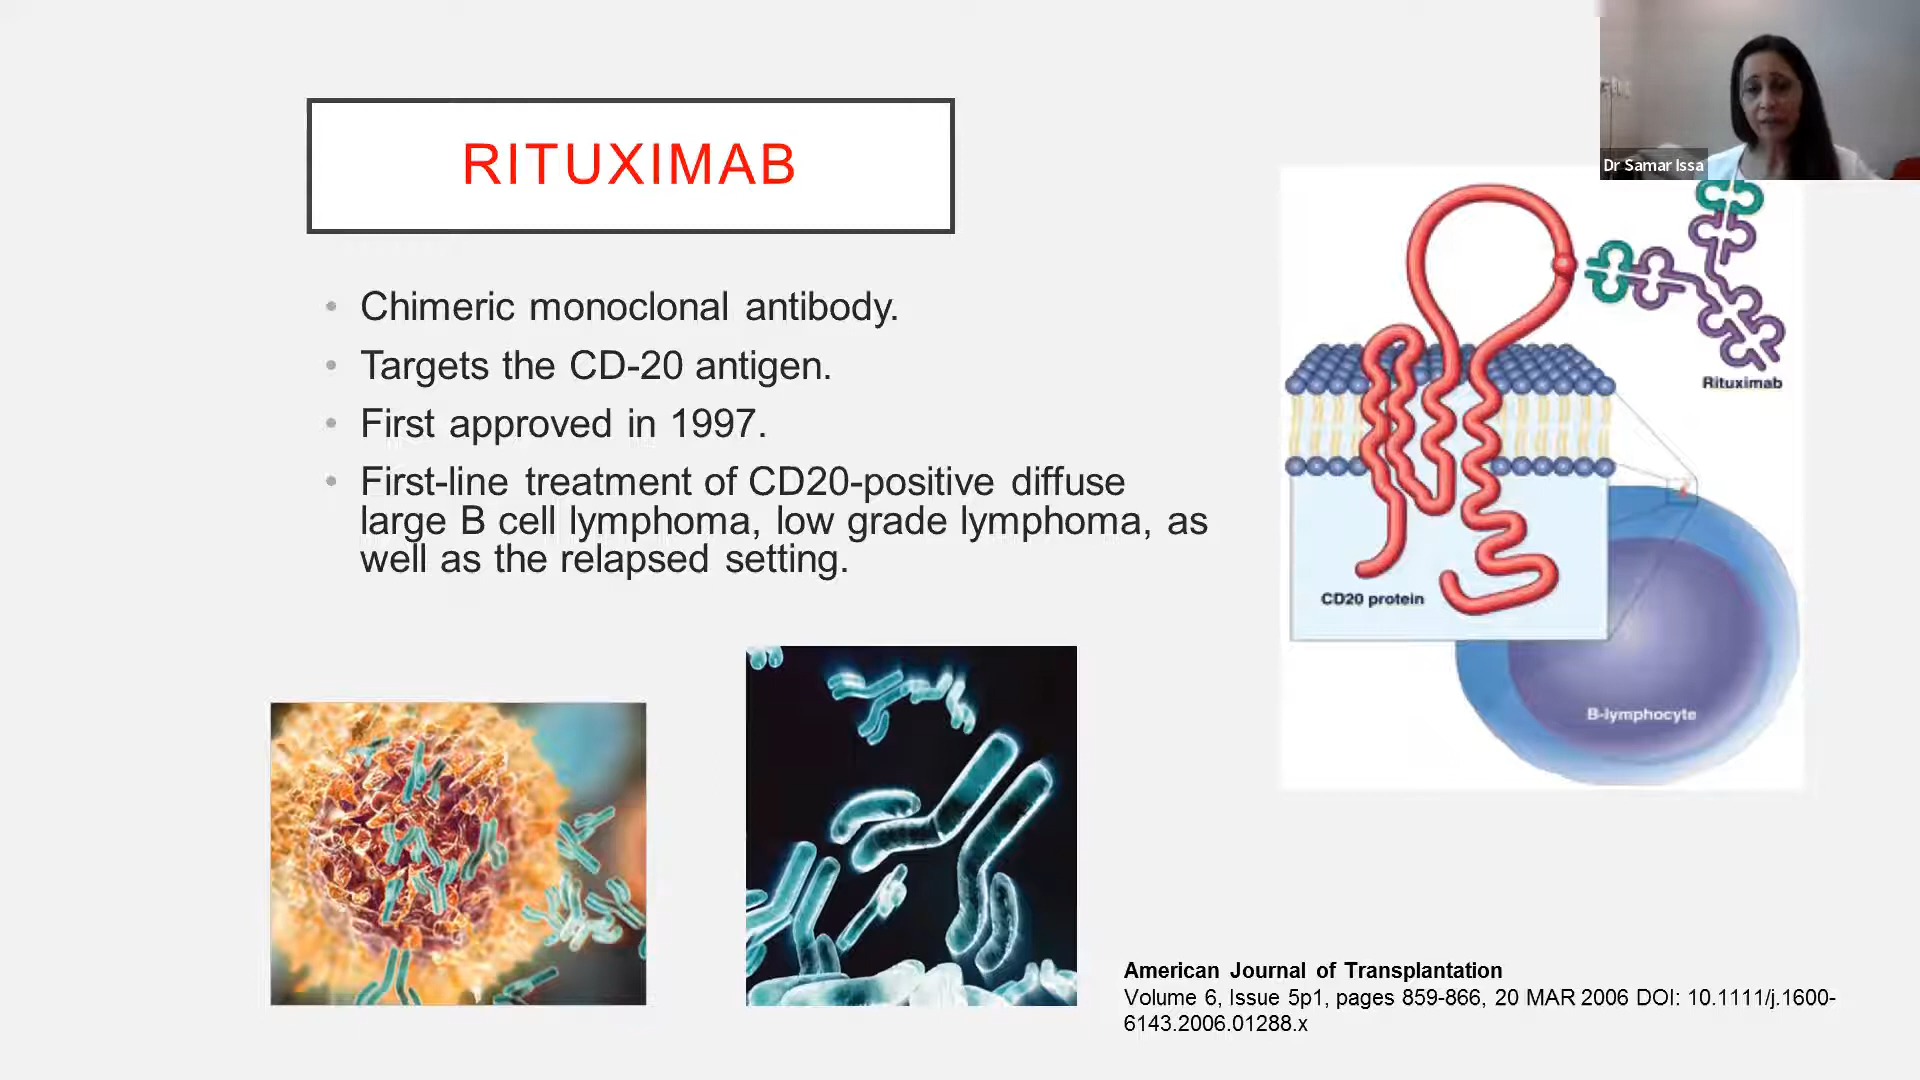 RITUXIMAB
• Chimeric monoclonal antibody.
• Targets the CD-20 antigen.
• First approved in 1997.
• First-line treatment of CD20-positive diffuse
large B cell lymphoma, low grade lymphoma, as
well as the relapsed setting.
Dr Samar Issa
Rituximab
CD20 protein
B-lymphocyte
American Journal of Transplantation
Volume 6, Issue 5p1, pages 859-866, 20 MAR 2006 DOI: 10.1111/j.1600-
6143.2006.01288.x